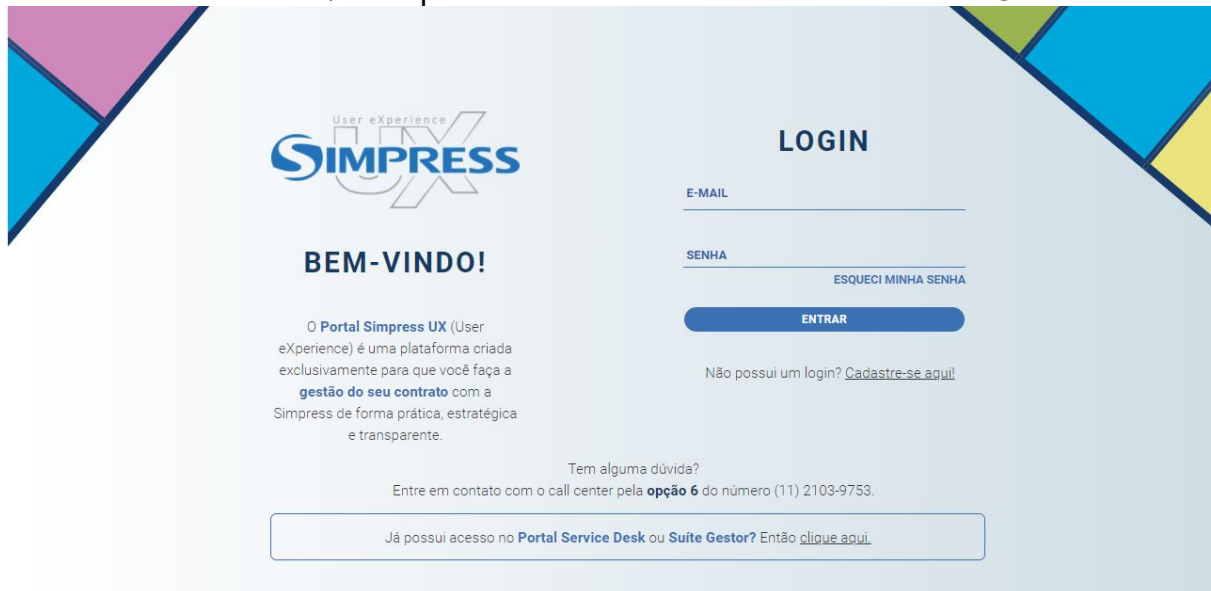 User eXperience
UX
SIMPRESS
BEM-VINDO!
O Portal Simpress UX (User
eXperience) é uma plataforma criada
exclusivamente para que você faça a
gestão do seu contrato com a
Simpress de forma prática, estratégica
e transparente.
LOGIN
E-MAIL
SENHA
ESQUECI MINHA SENHA
ENTRAR
Não possui um login? Cadastre-se aqui!
Tem alguma dúvida?
Entre em contato com o call center pela opção 6 do número (11) 2103-9753.
Já possui acesso no Portal Service Desk ou Suíte Gestor? Então clique aqui.